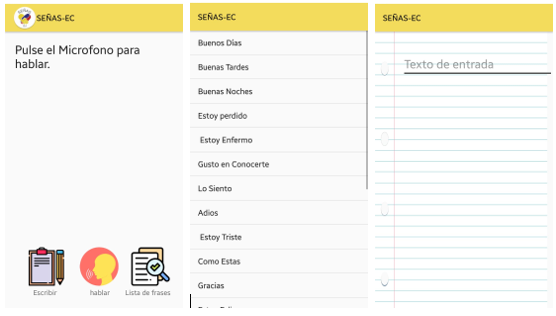 SEÑAS-EC
Pulse el Microfono para
hablar.
Escribir
hablar
Lista de frases
SEÑAS-EC
Buenos Días
Buenas Tardes
Buenas Noches
Estoy perdido
Estoy Enfermo
Gusto en Conocerte
Lo Siento
Adios
Estoy Triste
Como Estas
Gracias
SEÑAS-EC
Texto de entrada